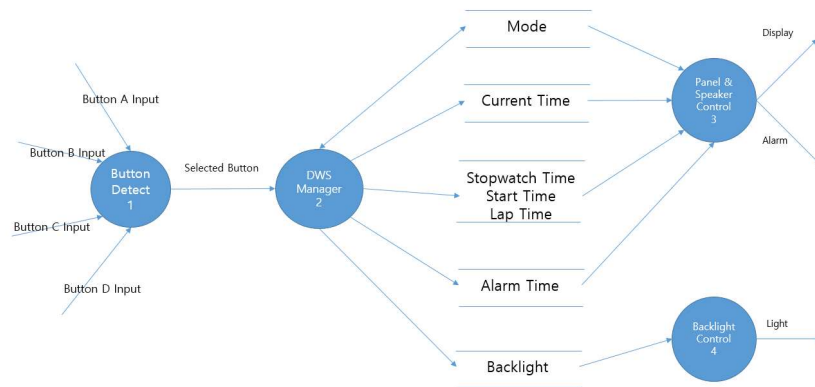 Button A Input
Button B Input
Button C Input
Button D Input
Button
Detect
1
Selected Button
DWS
Manager
2
Mode
Current Time
Stopwatch Time
Start Time
Lap Time
Alarm Time
Backlight
Panel &
Speaker
Control
3
Display
Alarm
Backlight
Control
4
Light